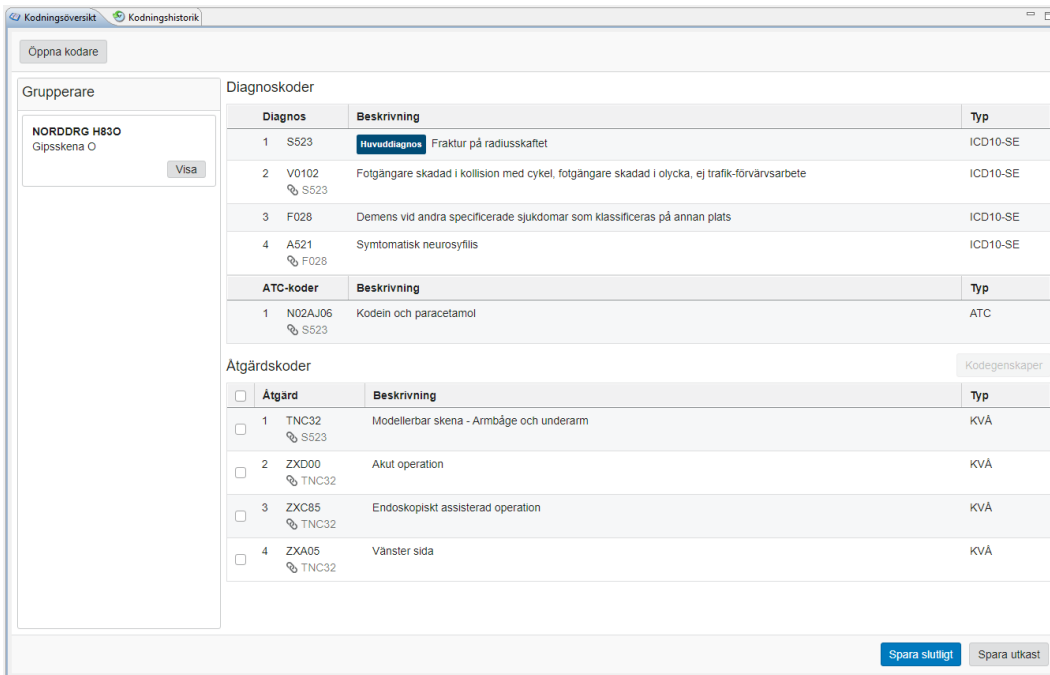 Kodningsöversikt Kodningshistorik
Öppna kodare
Grupperare
NORDDRG H83O
Gipsskena O
Visa
Diagnoskoder
Diagnos Beskrivning Typ
1 S523 Huvuddiagnos Fraktur på radiusskaftet ICD10-SE
2 V0102 Fotgängare skadad i kollision med cykel, fotgängare skadad i olycka, ej trafik-förvärvsarbete ICD10-SE
S523
3 F028 Demens vid andra specificerade sjukdomar som klassificeras på annan plats ICD10-SE
4 A521 Symtomatisk neurosyfilis ICD10-SE
F028
ATC-koder Beskrivning Typ
1 N02AJ06 Kodein och paracetamol ATC
S523
Åtgärdskoder Kodegenskaper
Åtgärd Beskrivning Typ
1 TNC32 Modellerbar skena - Armbåge och underarm KVÅ
S523
2 ZXD00 Akut operation KVÅ
TNC32
3 ZXC85 Endoskopiskt assisterad operation KVÅ
TNC32
4 ZXA05 Vänster sida KVÅ
TNC32
Spara slutligt Spara utkast